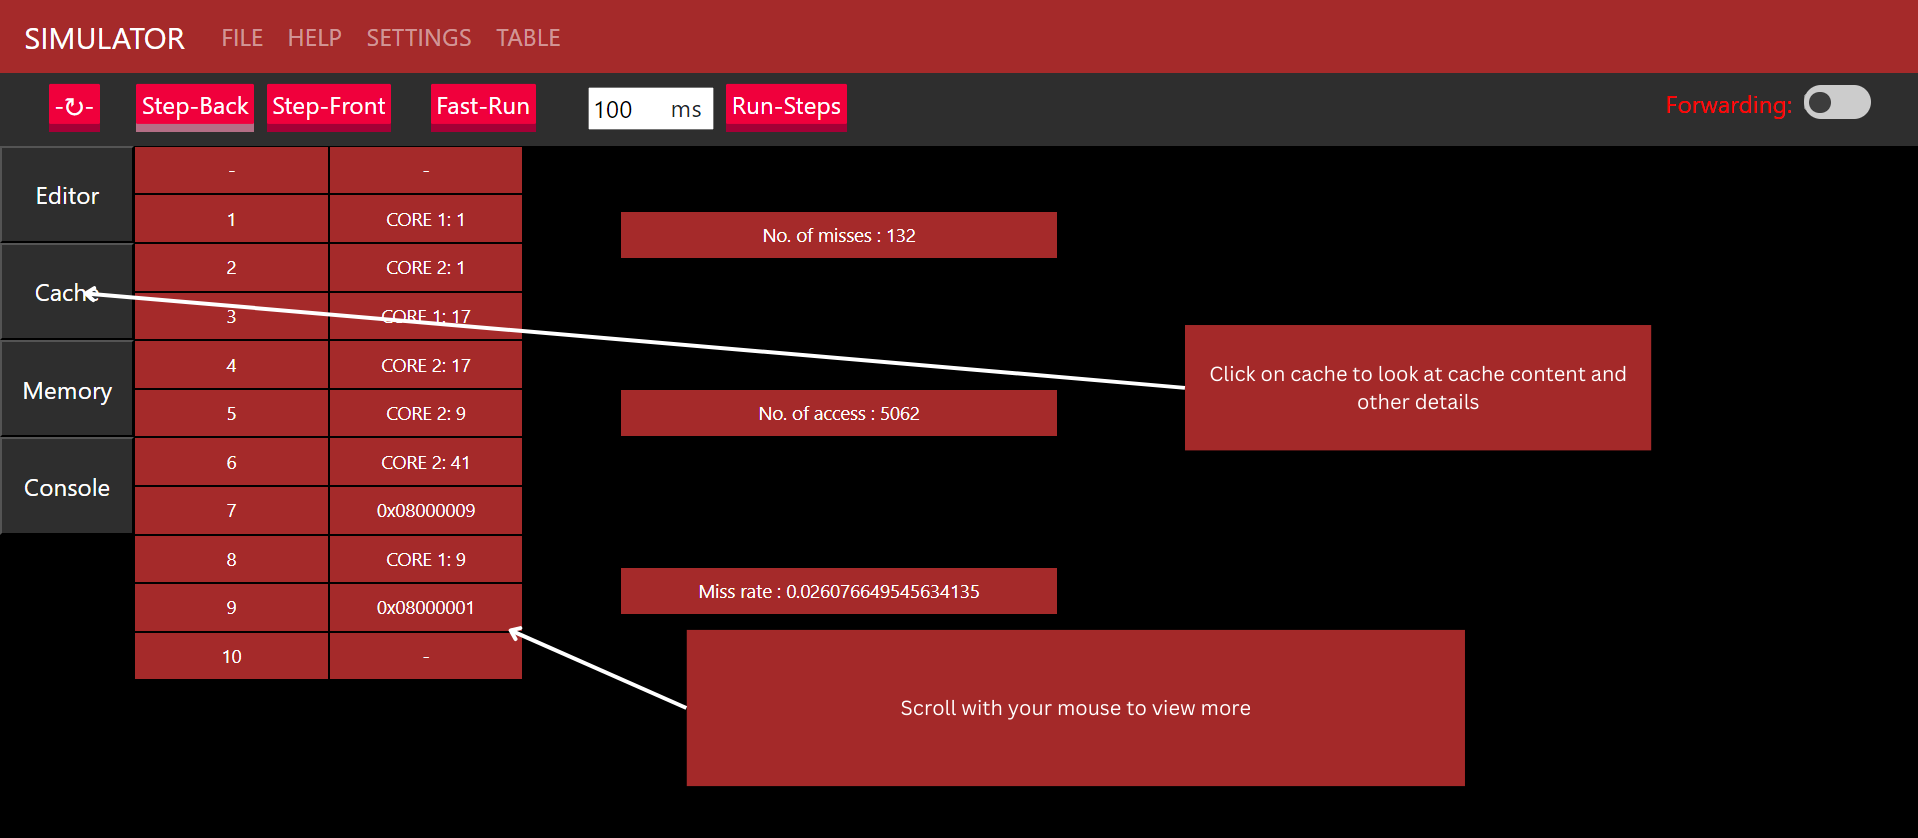 SIMULATOR FILE HELP SETTINGS TABLE
-↻- Step-Back Step-Front Fast-Run 100 ms Run-Steps Forwarding:
Editor
Cache
Memory
Console
- -
1 CORE 1: 1
2 CORE 2: 1
3 CORE 1: 17
4 CORE 2: 17
5 CORE 2: 9
6 CORE 2: 41
7 0x08000009
8 CORE 1: 9
9 0x08000001
10 -
No. of misses : 132
No. of access : 5062
Miss rate : 0.026076649545634135
Click on cache to look at cache content and
other details
Scroll with your mouse to view more